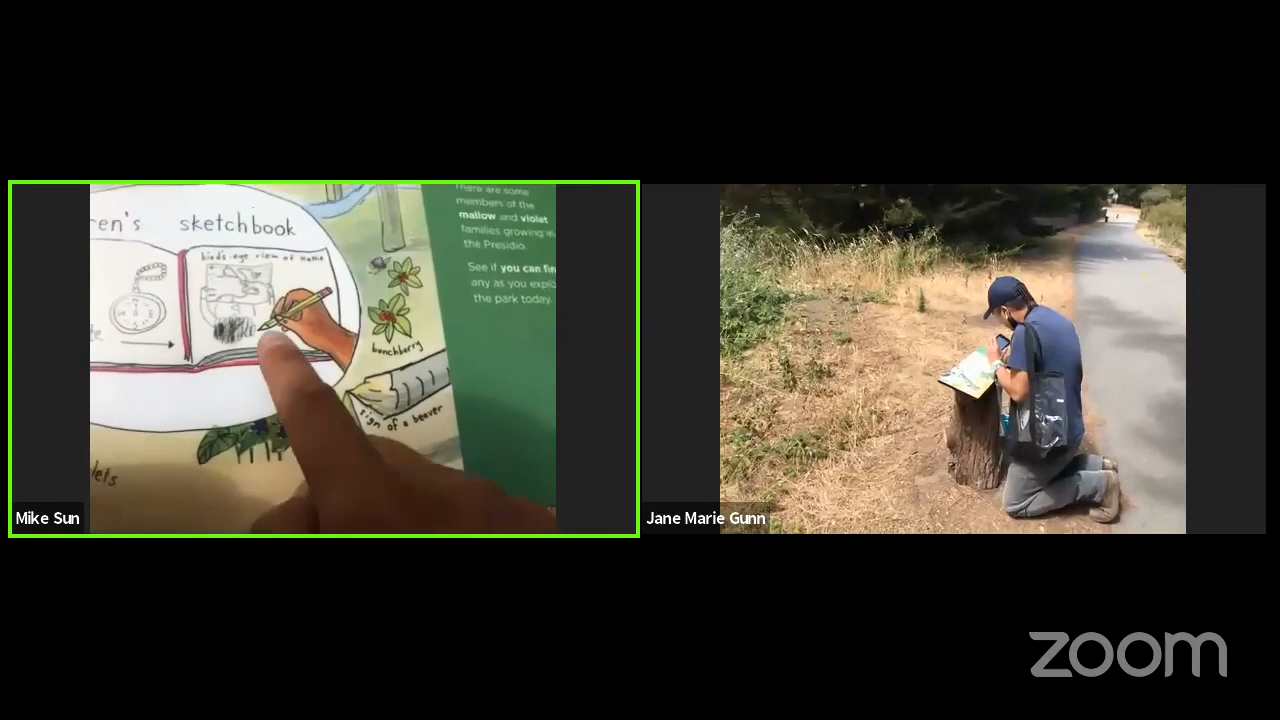 ren's sketchbook
birds-eye view of
bunchberry
sign of a beaver
lets
There are some
members of the
mallow and violet
families growing in
the Presidio.
See if you can fin
any as you explo
the park today.
Mike Sun
Jane Marie Gunn
zoom